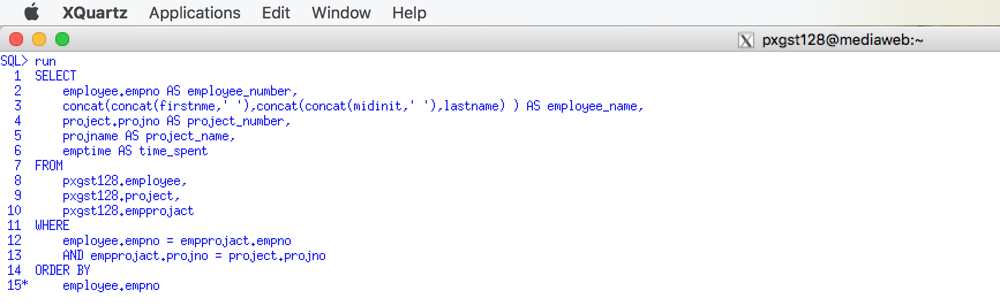 XQuartz Applications Edit Window Help
X pxgst128@mediaweb:~
SQL> run
  1  SELECT
  2      employee.empno AS employee_number,
  3      concat(concat(firstnme,' '),concat(concat(midinit,' '),lastname) ) AS employee_name,
  4      project.projno AS project_number,
  5      projname AS project_name,
  6      emptime AS time_spent
  7  FROM
  8      pxgst128.employee,
  9      pxgst128.project,
 10      pxgst128.empprojact
 11  WHERE
 12      employee.empno = empprojact.empno
 13      AND empprojact.projno = project.projno
 14  ORDER BY
 15*     employee.empno